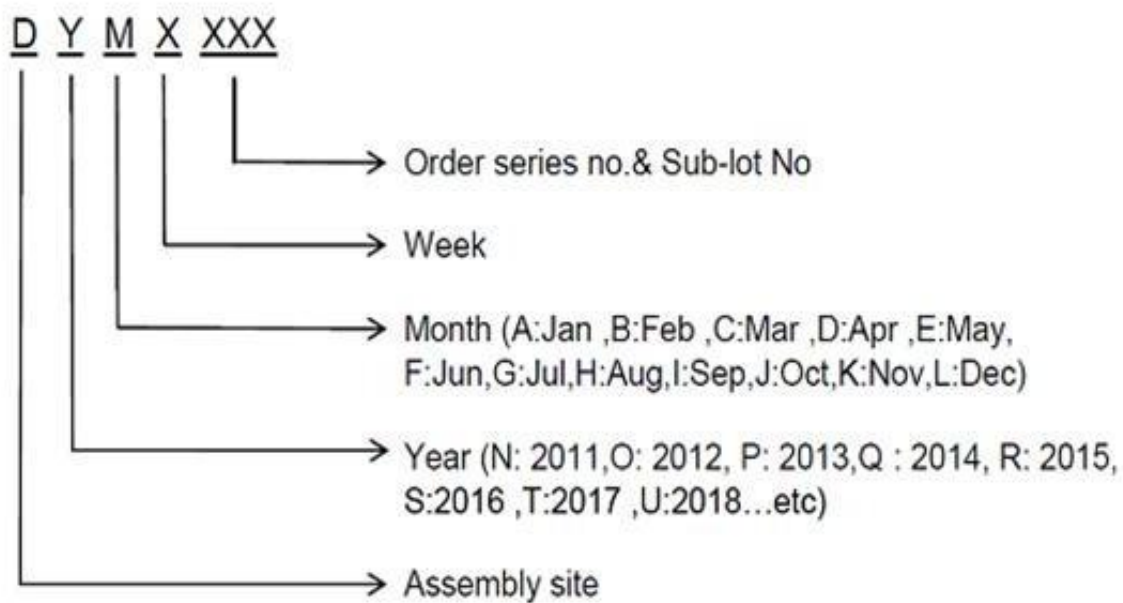 D Y M X XXX
Order series no.& Sub-lot No
Week
Month (A:Jan ,B:Feb ,C:Mar ,D:Apr ,E:May,
F:Jun,G:Jul,H:Aug,I:Sep,J:Oct,K:Nov,L:Dec)
Year (N: 2011,O: 2012, P: 2013,Q : 2014, R: 2015,
S:2016 ,T:2017 ,U:2018...etc)
Assembly site